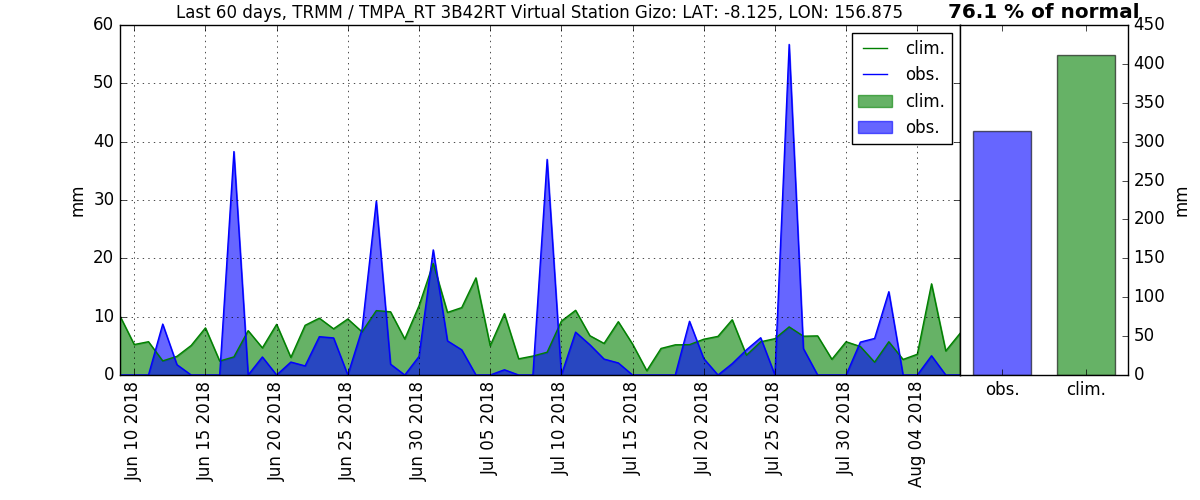 Last 60 days, TRMM / TMPA_RT 3B42RT Virtual Station Gizo: LAT: -8.125, LON: 156.875
76.1 % of normal
60
50
40
30
20
10
0
mm
clim.
obs.
clim.
obs.
Jun 10 2018
Jun 15 2018
Jun 20 2018
Jun 25 2018
Jun 30 2018
Jul 05 2018
Jul 10 2018
Jul 15 2018
Jul 20 2018
Jul 25 2018
Jul 30 2018
Aug 04 2018
450
400
350
300
250
200
150
100
50
0
mm
obs.
clim.